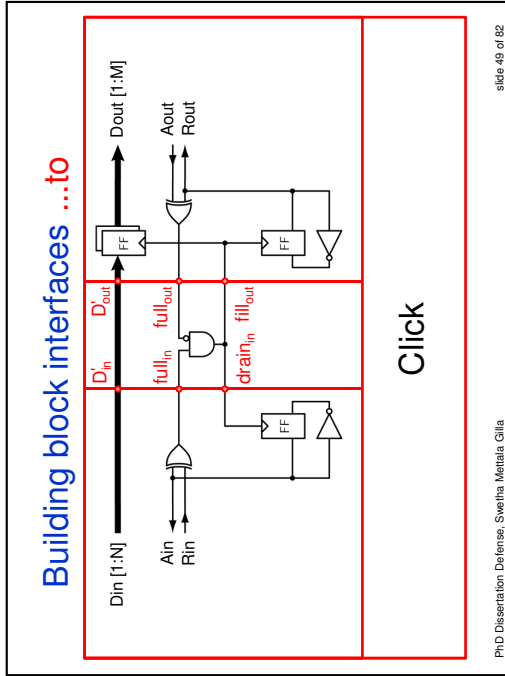 Building block interfaces ...to
Din [1:N]
D'in
D'out
Dout [1:M]
FF
Ain
Rin
fullin
fullout
Aout
Rout
drainin
fillout
FF
FF
Click
PhD Dissertation Defense, Swetha Mettala Gilla
slide 49 of 82